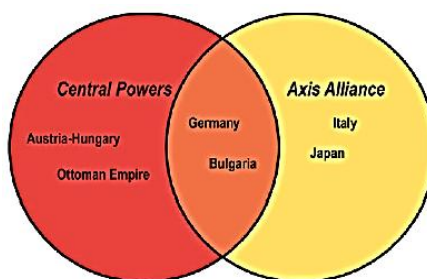 Central Powers
Axis Alliance
Germany
Italy
Austria-Hungary
Japan
Bulgaria
Ottoman Empire